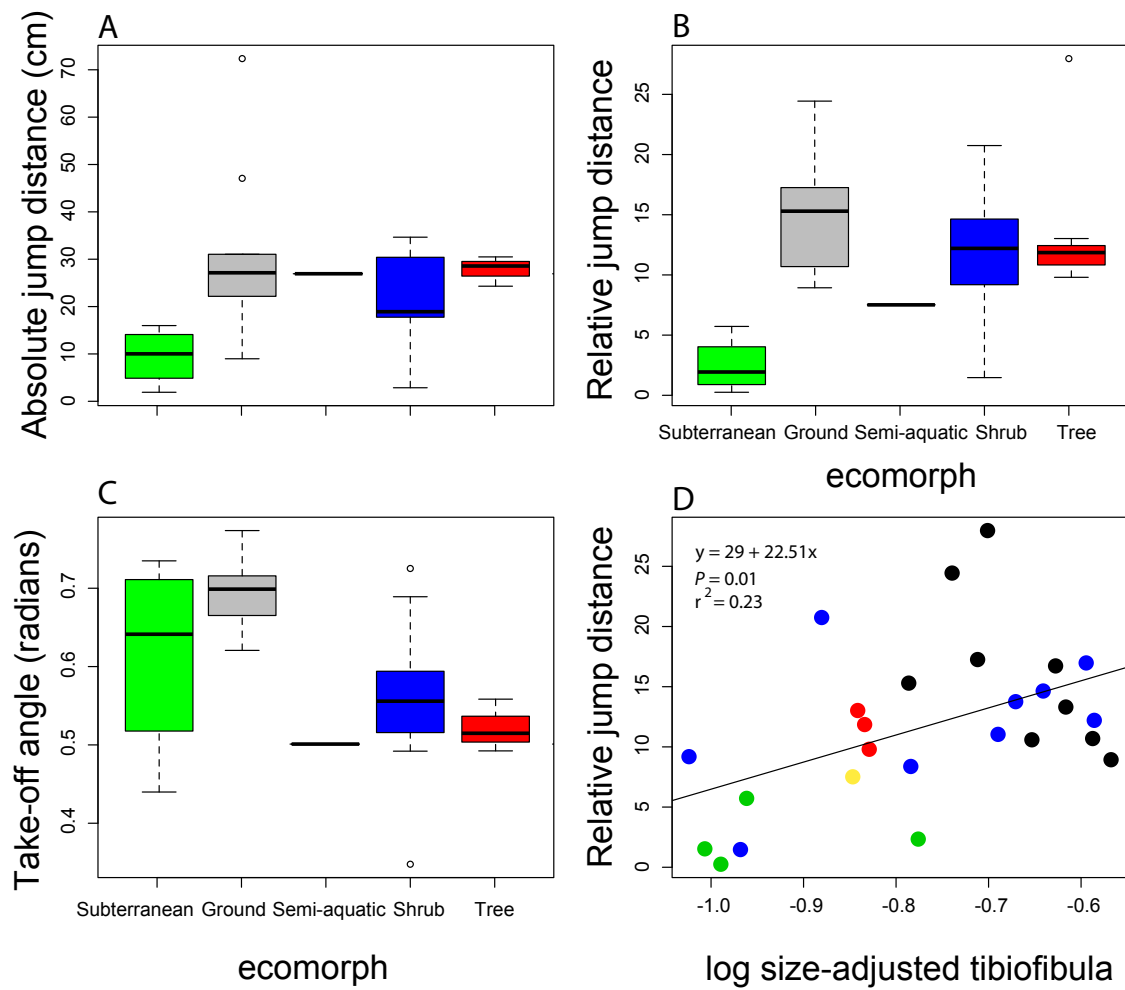 A
Absolute jump distance (cm)
0 10 20 30 40 50 60 70
B
Relative jump distance
0 5 10 15 20 25
Subterranean Ground Semi-aquatic Shrub Tree
ecomorph
C
Take-off angle (radians)
0.4 0.5 0.6 0.7
Subterranean Ground Semi-aquatic Shrub Tree
ecomorph
D
Relative jump distance
0 5 10 15 20 25
y = 29 + 22.51x
P = 0.01
r² = 0.23
-1.0 -0.9 -0.8 -0.7 -0.6
log size-adjusted tibiofibula